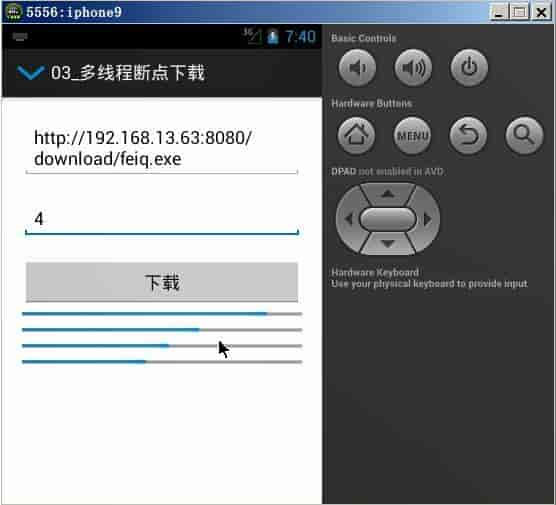 5556:iphone9
3G
7:40
03_多线程断点下载
http://192.168.13.63:8080/
download/feiq.exe
4
下载
Basic Controls
Hardware Buttons
MENU
DPAD not enabled in AVD
Hardware Keyboard
Use your physical keyboard to provide input